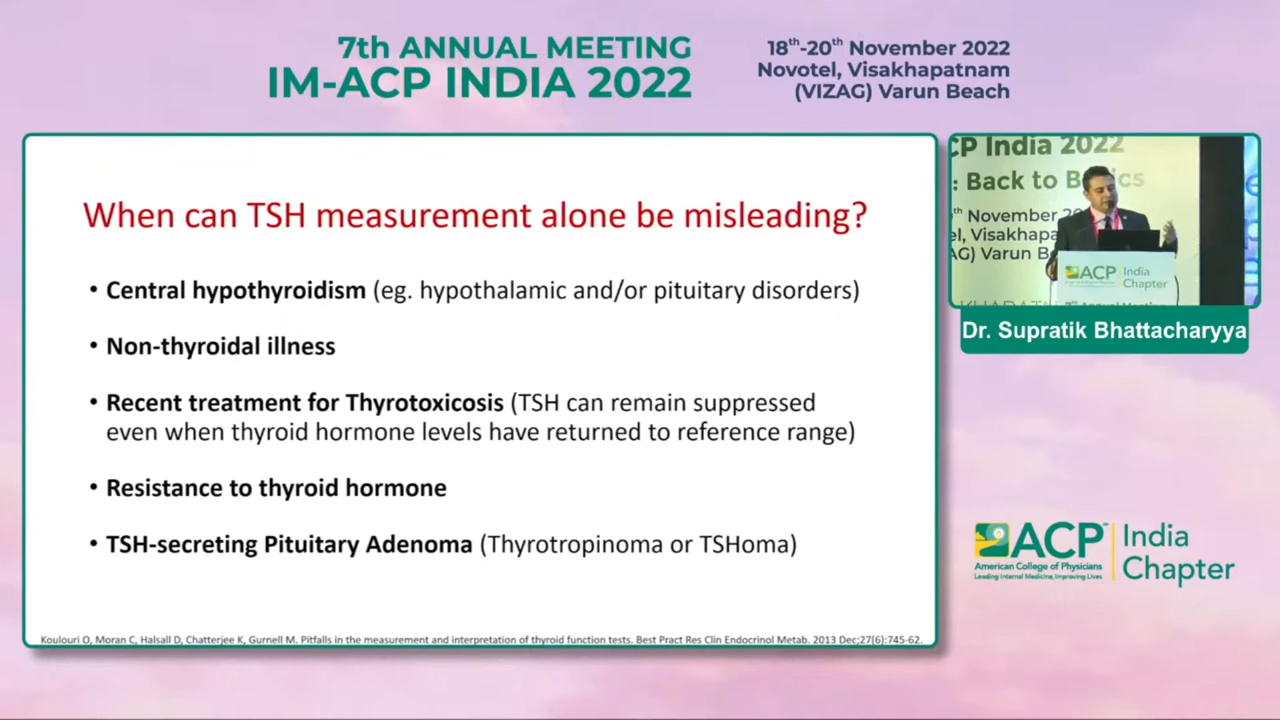 7th ANNUAL MEETING
IM-ACP INDIA 2022
18th-20th November 2022
Novotel, Visakhapatnam
(VIZAG) Varun Beach
When can TSH measurement alone be misleading?
• Central hypothyroidism (eg. hypothalamic and/or pituitary disorders)
• Non-thyroidal illness
• Recent treatment for Thyrotoxicosis (TSH can remain suppressed
even when thyroid hormone levels have returned to reference range)
• Resistance to thyroid hormone
• TSH-secreting Pituitary Adenoma (Thyrotropinoma or TSHoma)
Koulouri O, Moran C, Halsall D, Chatterjee K, Gurnell M. Pitfalls in the measurement and interpretation of thyroid function tests. Best Pract Res Clin Endocrinol Metab. 2013 Dec;27(6):745-62.
CP India 2022
: Back to B cs
th November 20
el, Visakhapa
AG) Varun B
ACP India
Chapter
Dr. Supratik Bhattacharyya
ACP
American College of Physicians
Leading Internal Medicine, Improving Lives
India
Chapter